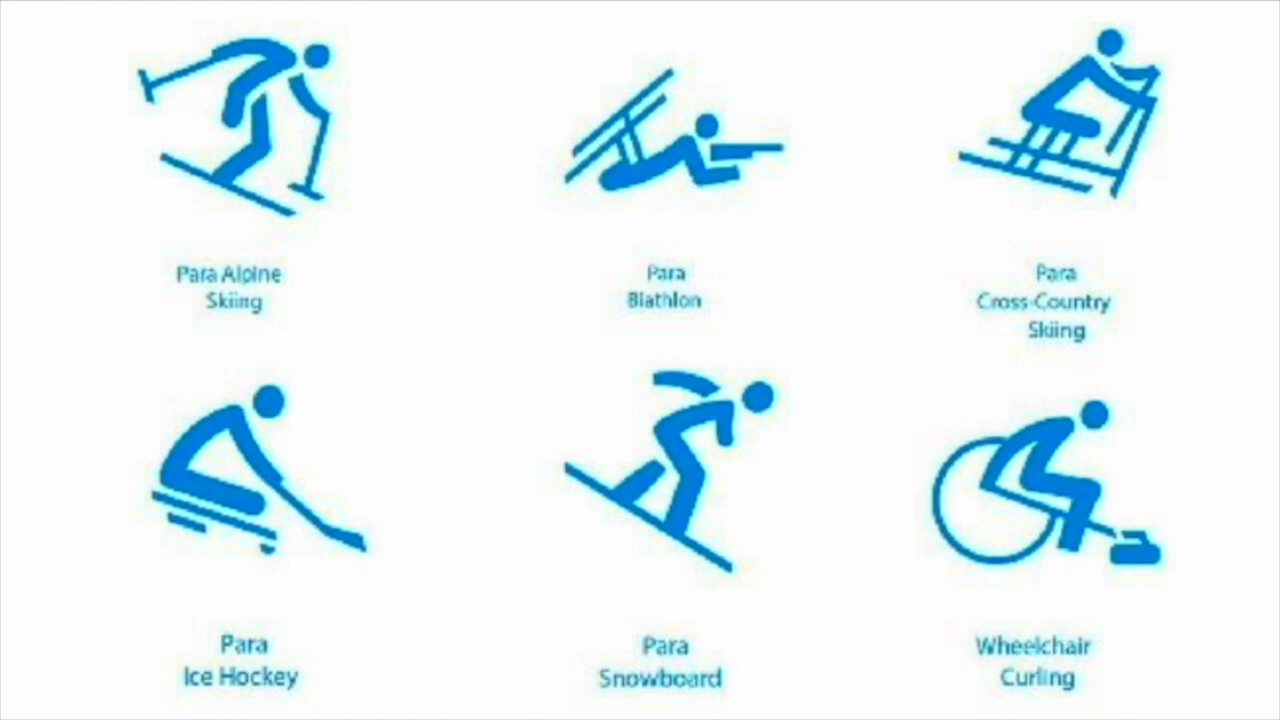 Para Alpine
Skiing
Para
Biathlon
Para
Cross-Country
Skiing
Para
Ice Hockey
Para
Snowboard
Wheelchair
Curling